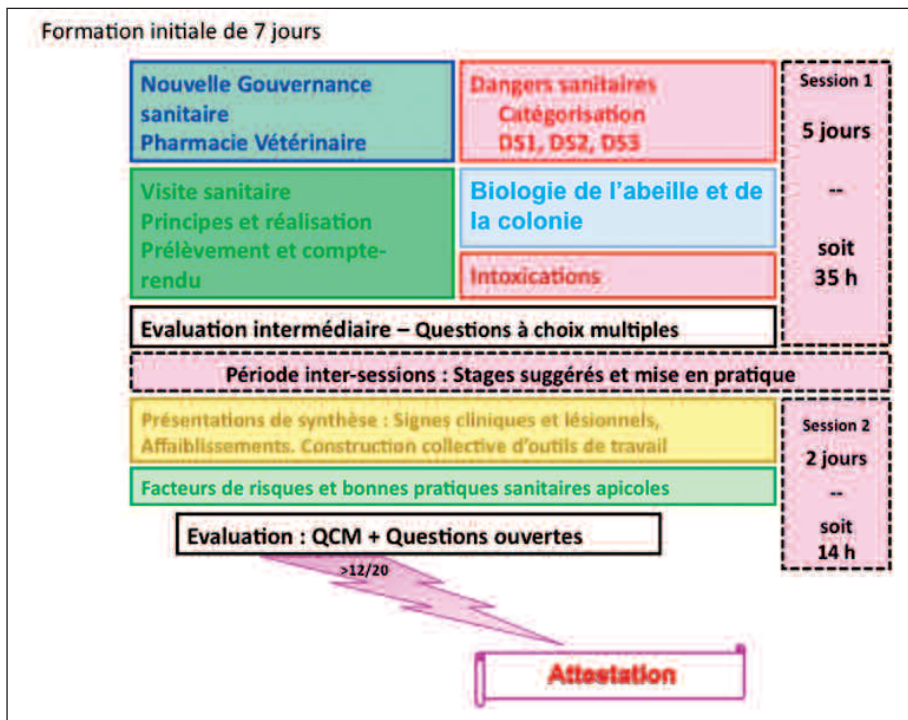 Formation initiale de 7 jours
Nouvelle Gouvernance
sanitaire
Pharmacie Vétérinaire
Dangers sanitaires
Catégorisation
DS1, DS2, DS3
Visite sanitaire
Principes et réalisation
Prélèvement et compte-
rendu
Biologie de l'abeille et de
la colonie
Intoxications
Evaluation intermédiaire – Questions à choix multiples
Session 1
5 jours
--
soit
35 h
Période inter-sessions : Stages suggérés et mise en pratique
Présentations de synthèse : Signes cliniques et lésionnels,
Affaiblissements. Construction collective d'outils de travail
Facteurs de risques et bonnes pratiques sanitaires apicoles
Evaluation : QCM + Questions ouvertes
Session 2
2 jours
--
soit
14 h
>12/20
Attestation